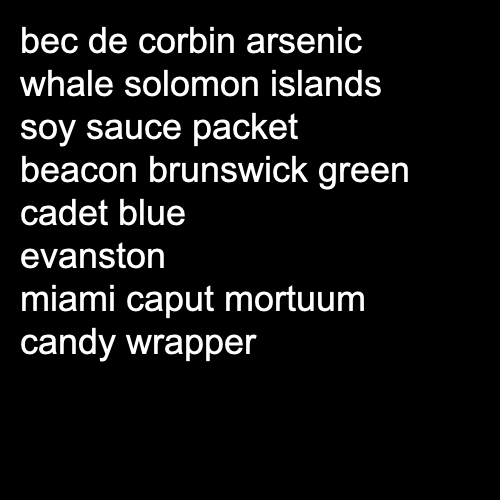 bec de corbin arsenic
whale solomon islands
soy sauce packet
beacon brunswick green
cadet blue
evanston
miami caput mortuum
candy wrapper